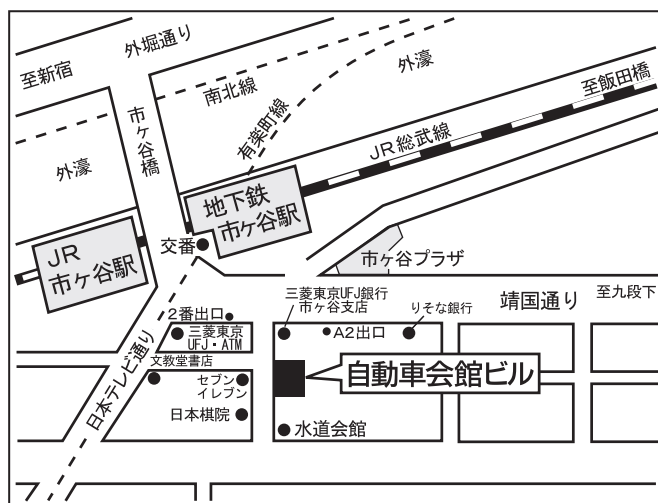 至新宿
外堀通り
南北線
外濠
至飯田橋
市ヶ谷橋
有楽町線
JR総武線
外濠
地下鉄
市ヶ谷駅
JR
市ヶ谷駅
交番
市ヶ谷プラザ
三菱東京UFJ銀行
市ヶ谷支店
りそな銀行
靖国通り
至九段下
2番出口
三菱東京
UFJ・ATM
A2出口
文教堂書店
日本テレビ通り
セブン
イレブン
自動車会館ビル
日本棋院
水道会館